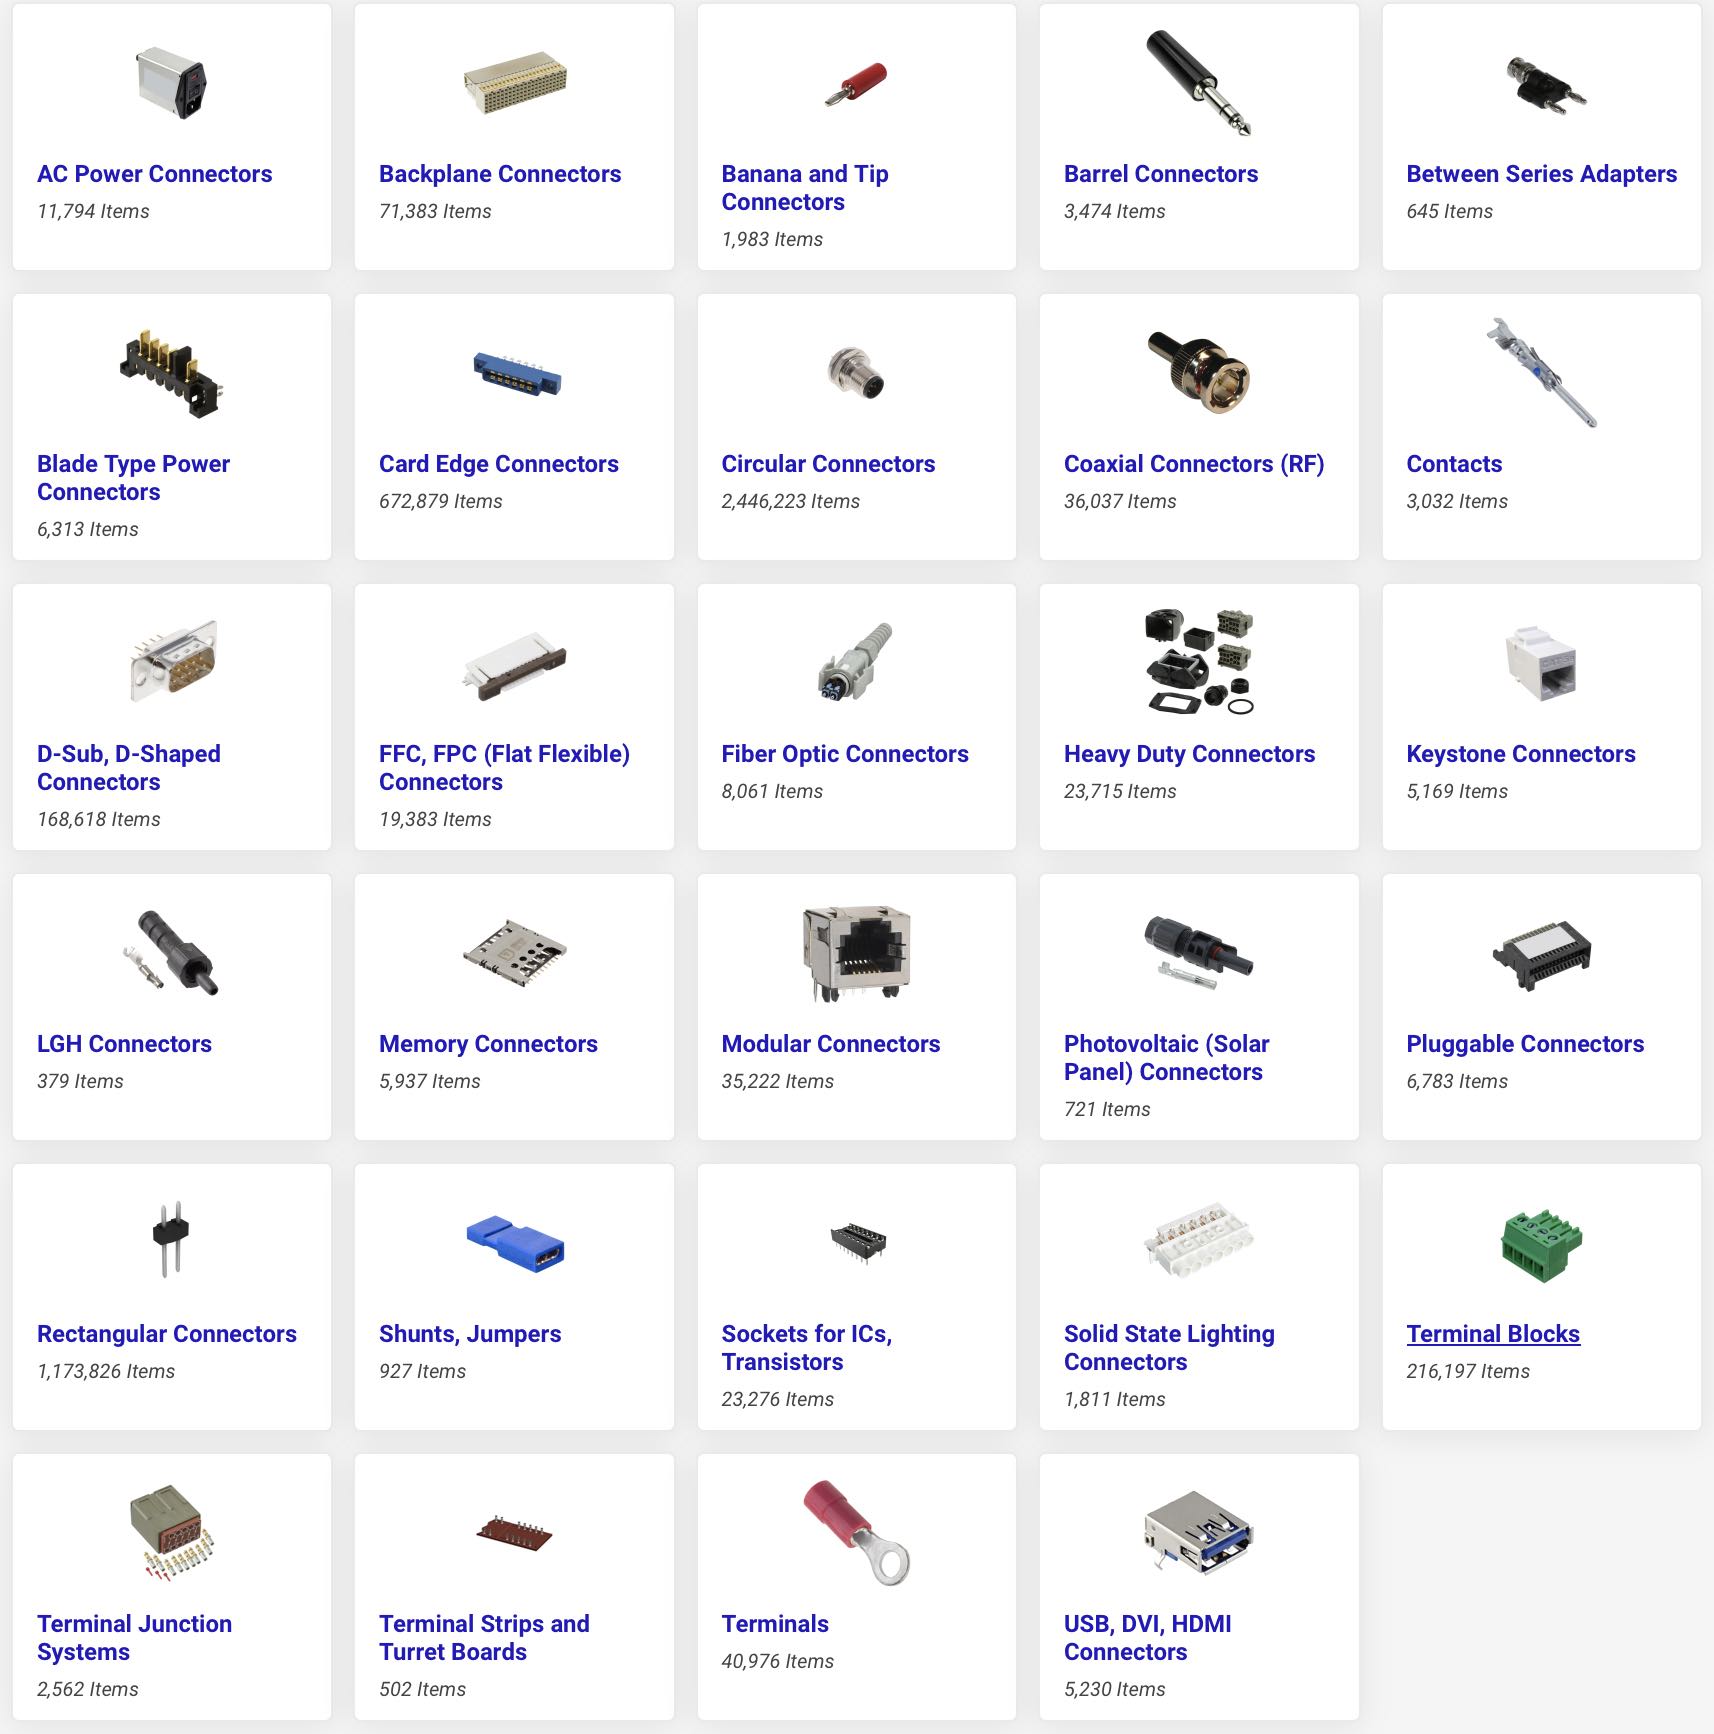 AC Power Connectors
11,794 Items
Backplane Connectors
71,383 Items
Banana and Tip
Connectors
1,983 Items
Barrel Connectors
3,474 Items
Between Series Adapters
645 Items
Blade Type Power
Connectors
6,313 Items
Card Edge Connectors
672,879 Items
Circular Connectors
2,446,223 Items
Coaxial Connectors (RF)
36,037 Items
Contacts
3,032 Items
D-Sub, D-Shaped
Connectors
168,618 Items
FFC, FPC (Flat Flexible)
Connectors
19,383 Items
Fiber Optic Connectors
8,061 Items
Heavy Duty Connectors
23,715 Items
Keystone Connectors
5,169 Items
LGH Connectors
379 Items
Memory Connectors
5,937 Items
Modular Connectors
35,222 Items
Photovoltaic (Solar
Panel) Connectors
721 Items
Pluggable Connectors
6,783 Items
Rectangular Connectors
1,173,826 Items
Shunts, Jumpers
927 Items
Sockets for ICs,
Transistors
23,276 Items
Solid State Lighting
Connectors
1,811 Items
Terminal Blocks
216,197 Items
Terminal Junction
Systems
2,562 Items
Terminal Strips and
Turret Boards
502 Items
Terminals
40,976 Items
USB, DVI, HDMI
Connectors
5,230 Items